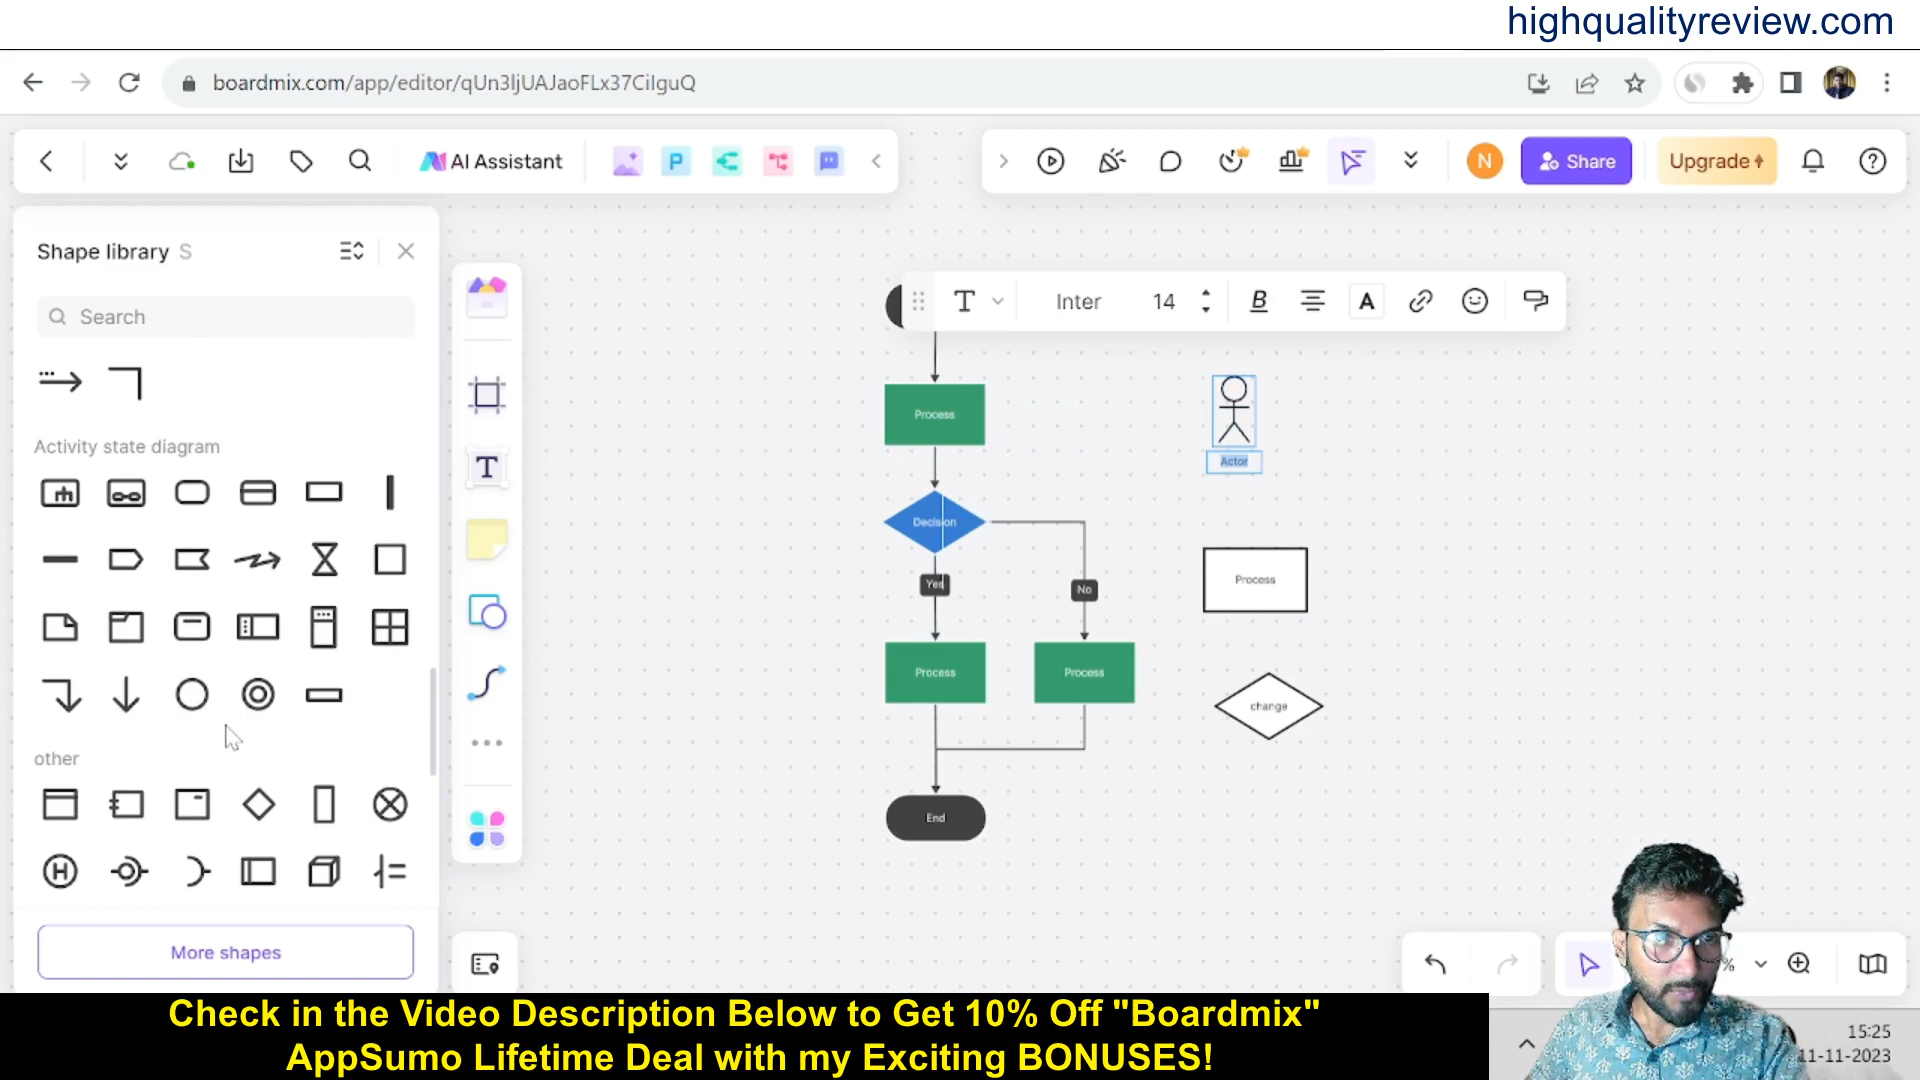 highqualityreview.com
boardmix.com/app/editor/qUn3ljUAJaoFLx37CiIguQ
AI Assistant
P
N
Share
Upgrade
Shape library S
Search
T
Inter
14
B
A
Process
Actor
Activity state diagram
T
Decision
Yes
No
Process
Process
Process
change
other
End
H
More shapes
%
Check in the Video Description Below to Get 10% Off "Boardmix"
AppSumo Lifetime Deal with my Exciting BONUSES!
15:25
11-11-2023